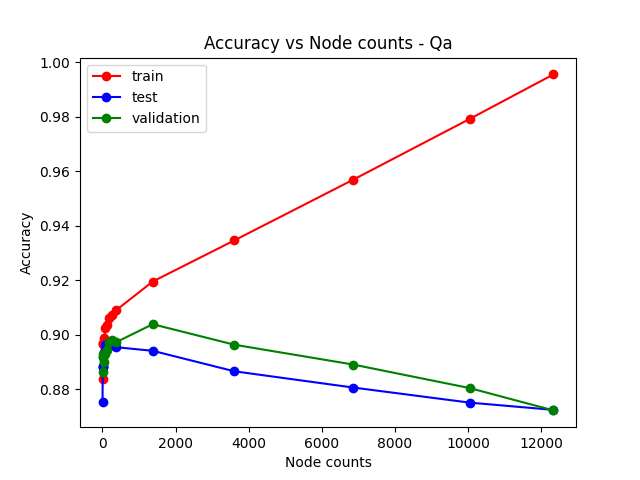 Accuracy vs Node counts - Qa
train
test
validation
1.00
0.98
0.96
0.94
0.92
0.90
0.88
Accuracy
0 2000 4000 6000 8000 10000 12000
Node counts